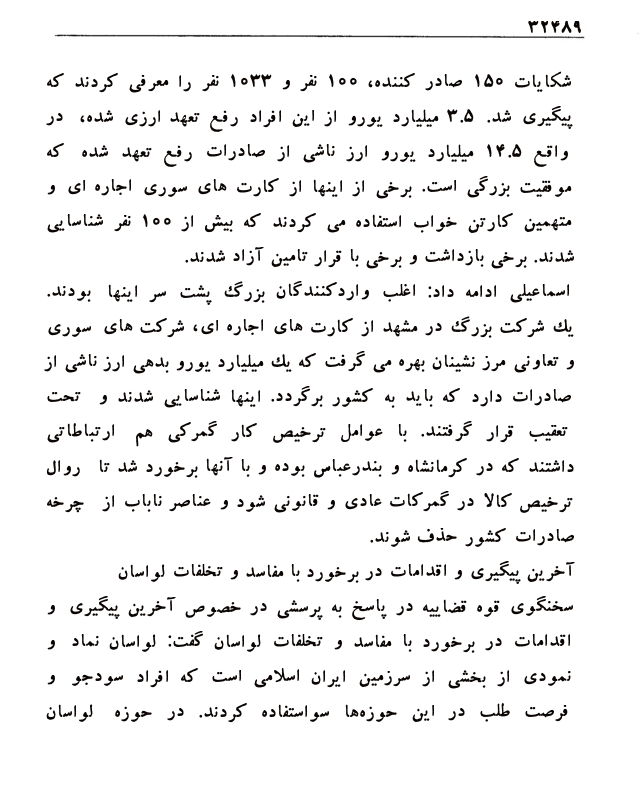 ۳۲۴۸۹
شکایات ۱۵۰ صادر کننده، ۱۰۰ نفر و ۱۰۳۳ نفر را معرفی کردند که
پیگیری شد. ۳.۵ میلیارد یورو از این افراد رفع تعهد ارزی شده، در
واقع ۱۴.۵ میلیارد یورو ارز ناشی از صادرات رفع تعهد شده که
موفقیت بزرگی است. برخی از اینها از کارت های سوری اجاره ای و
متهمین کارتن خواب استفاده می کردند که بیش از ۱۰۰ نفر شناسایی
شدند. برخی بازداشت و برخی با قرار تامین آزاد شدند.
اسماعیلی ادامه داد: اغلب واردکنندگان بزرگ پشت سر اینها بودند.
یك شرکت بزرگ در مشهد از کارت های اجاره ای، شرکت های سوری
و تعاونی مرز نشینان بهره می گرفت که یك میلیارد یورو بدهی ارز ناشی از
صادرات دارد که باید به کشور برگردد. اینها شناسایی شدند و تحت
تعقیب قرار گرفتند. با عوامل ترخیص کار گمرکی هم ارتباطاتی
داشتند که در کرمانشاه و بندرعباس بوده و با آنها برخورد شد تا روال
ترخیص کالا در گمرکات عادی و قانونی شود و عناصر ناباب از چرخه
صادرات کشور حذف شوند.
آخرین پیگیری و اقدامات در برخورد با مفاسد و تخلفات لواسان
سخنگوی قوه قضاییه در پاسخ به پرسشی در خصوص آخرین پیگیری و
اقدامات در برخورد با مفاسد و تخلفات لواسان گفت: لواسان نماد و
نمودی از بخشی از سرزمین ایران اسلامی است که افراد سودجو و
فرصت طلب در این حوزه‌ها سواستفاده کردند. در حوزه لواسان